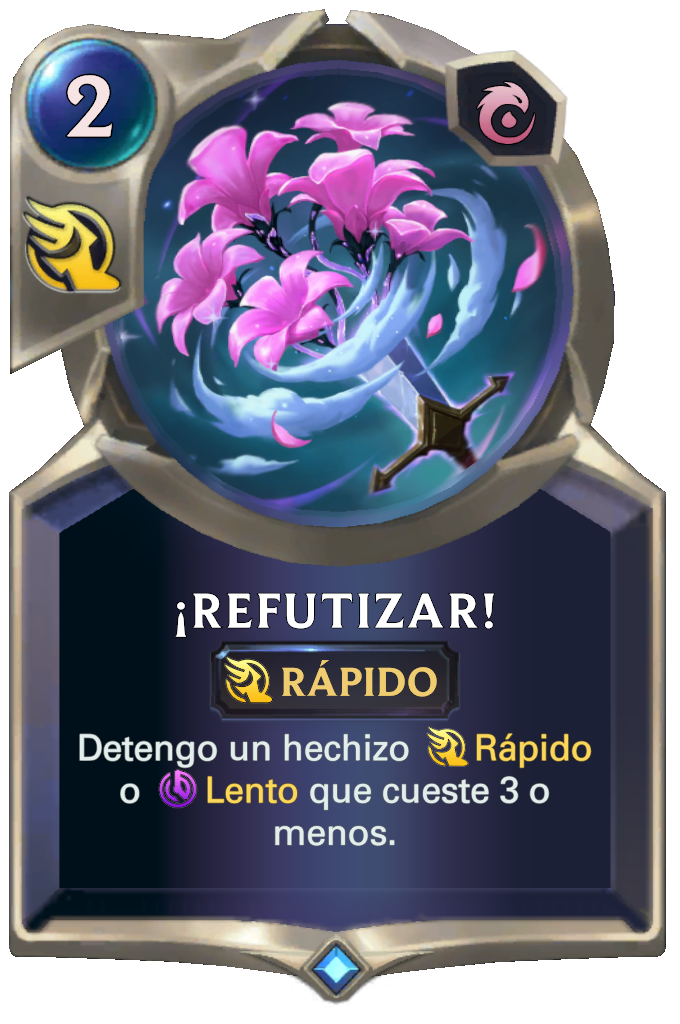 2
¡REFUTIZAR!
RÁPIDO
Detengo un hechizo Rápido
o Lento que cueste 3 o
menos.